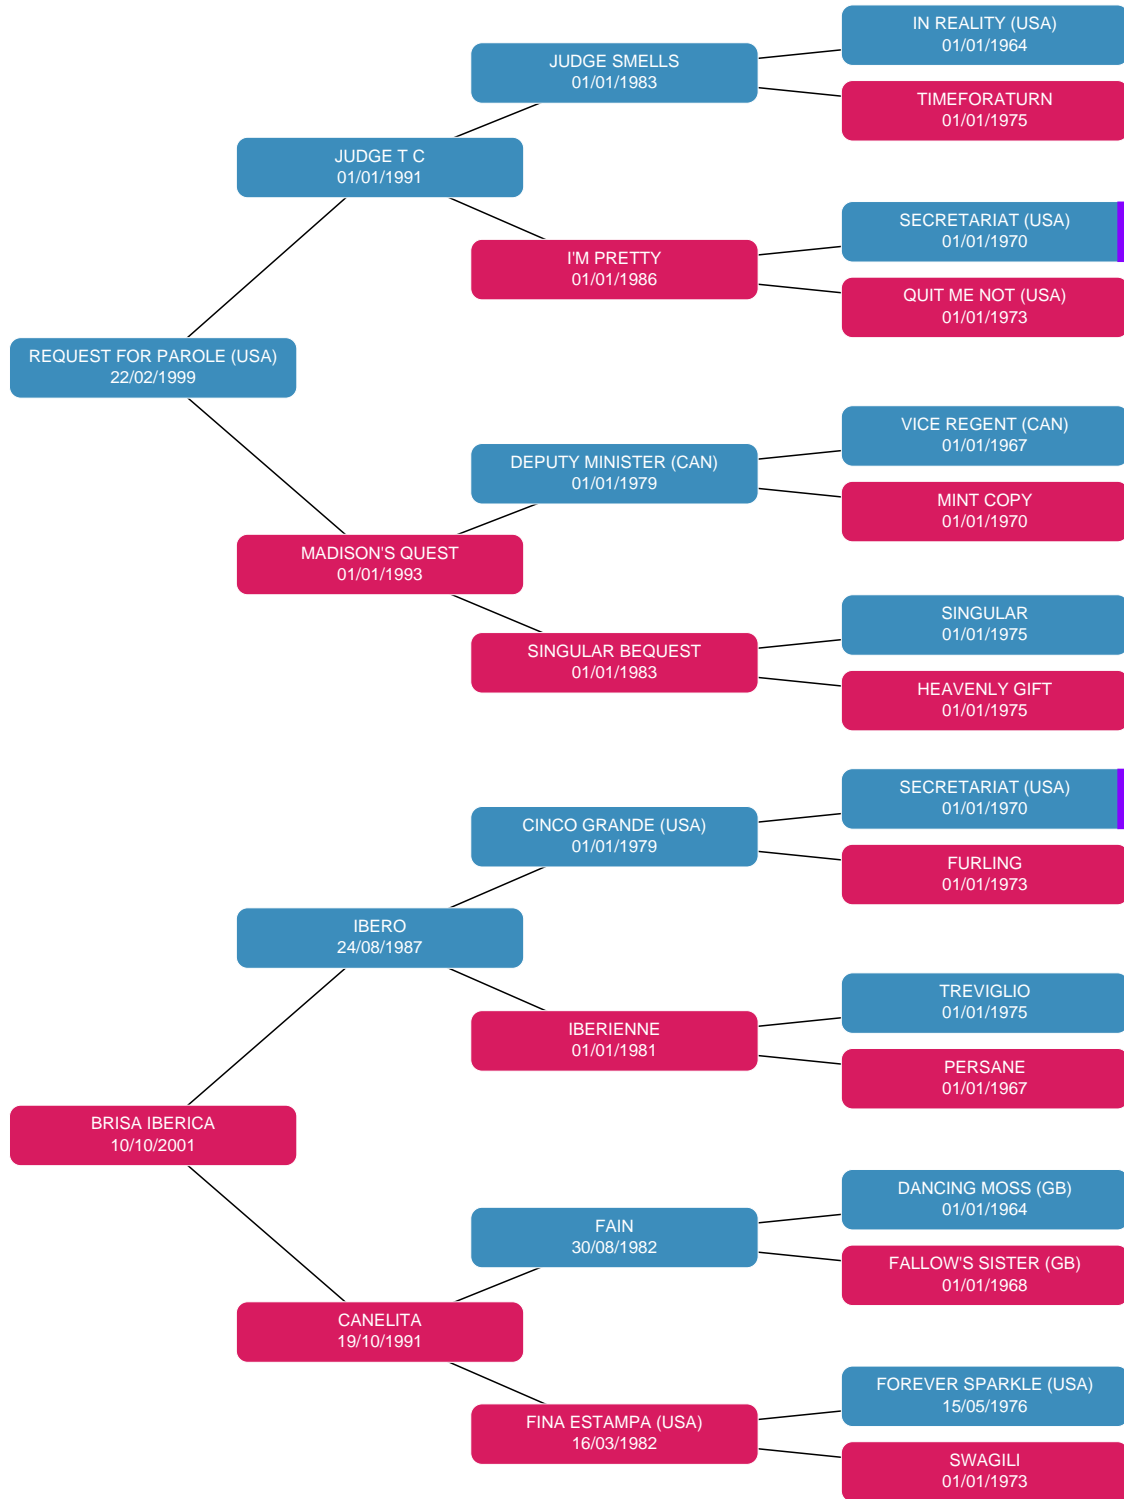 IN REALITY (USA)
01/01/1964
JUDGE SMELLS
01/01/1983
TIMEFORATURN
01/01/1975
JUDGE T C
01/01/1991
SECRETARIAT (USA)
01/01/1970
I'M PRETTY
01/01/1986
QUIT ME NOT (USA)
01/01/1973
REQUEST FOR PAROLE (USA)
22/02/1999
VICE REGENT (CAN)
01/01/1967
DEPUTY MINISTER (CAN)
01/01/1979
MINT COPY
01/01/1970
MADISON'S QUEST
01/01/1993
SINGULAR
01/01/1975
SINGULAR BEQUEST
01/01/1983
HEAVENLY GIFT
01/01/1975
SECRETARIAT (USA)
01/01/1970
CINCO GRANDE (USA)
01/01/1979
FURLING
01/01/1973
IBERO
24/08/1987
TREVIGLIO
01/01/1975
IBERIENNE
01/01/1981
PERSANE
01/01/1967
BRISA IBERICA
10/10/2001
DANCING MOSS (GB)
01/01/1964
FAIN
30/08/1982
FALLOW'S SISTER (GB)
01/01/1968
CANELITA
19/10/1991
FOREVER SPARKLE (USA)
15/05/1976
FINA ESTAMPA (USA)
16/03/1982
SWAGILI
01/01/1973